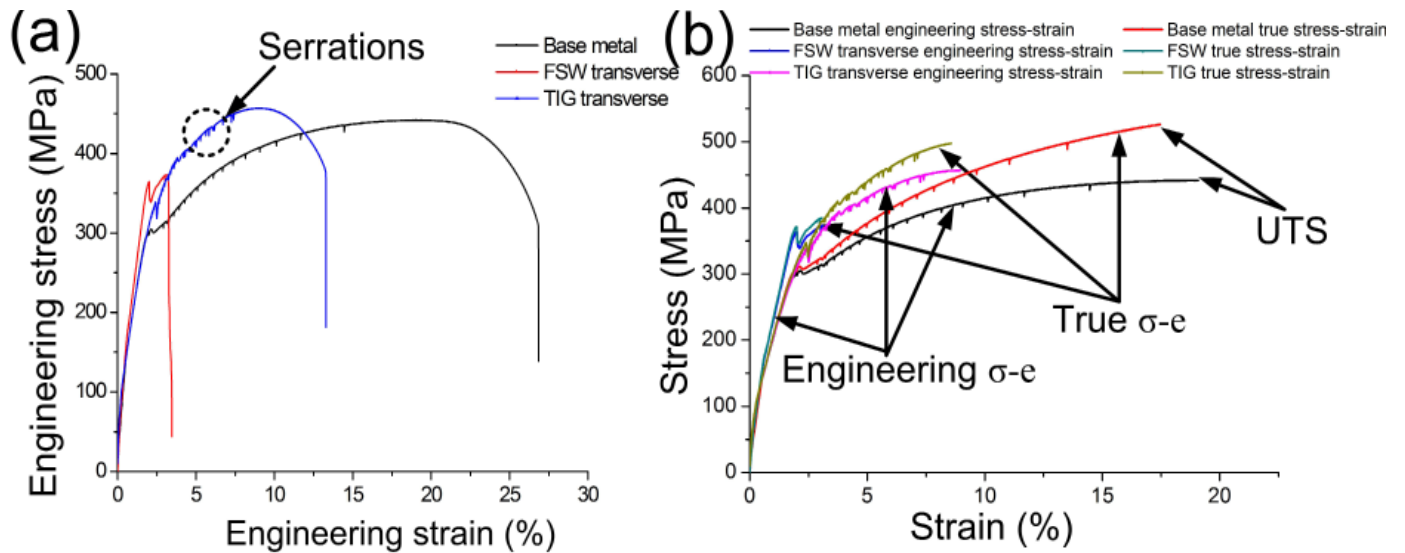 (a)
Serrations
Base metal
FSW transverse
TIG transverse
500
400
300
200
100
0
0 5 10 15 20 25 30
Engineering stress (MPa)
Engineering strain (%)
(b)
Base metal engineering stress-strain Base metal true stress-strain
FSW transverse engineering stress-strain FSW true stress-strain
TIG transverse engineering stress-strain TIG true stress-strain
600
500
400
300
200
100
0
0 5 10 15 20
Stress (MPa)
Strain (%)
UTS
True σ-e
Engineering σ-e